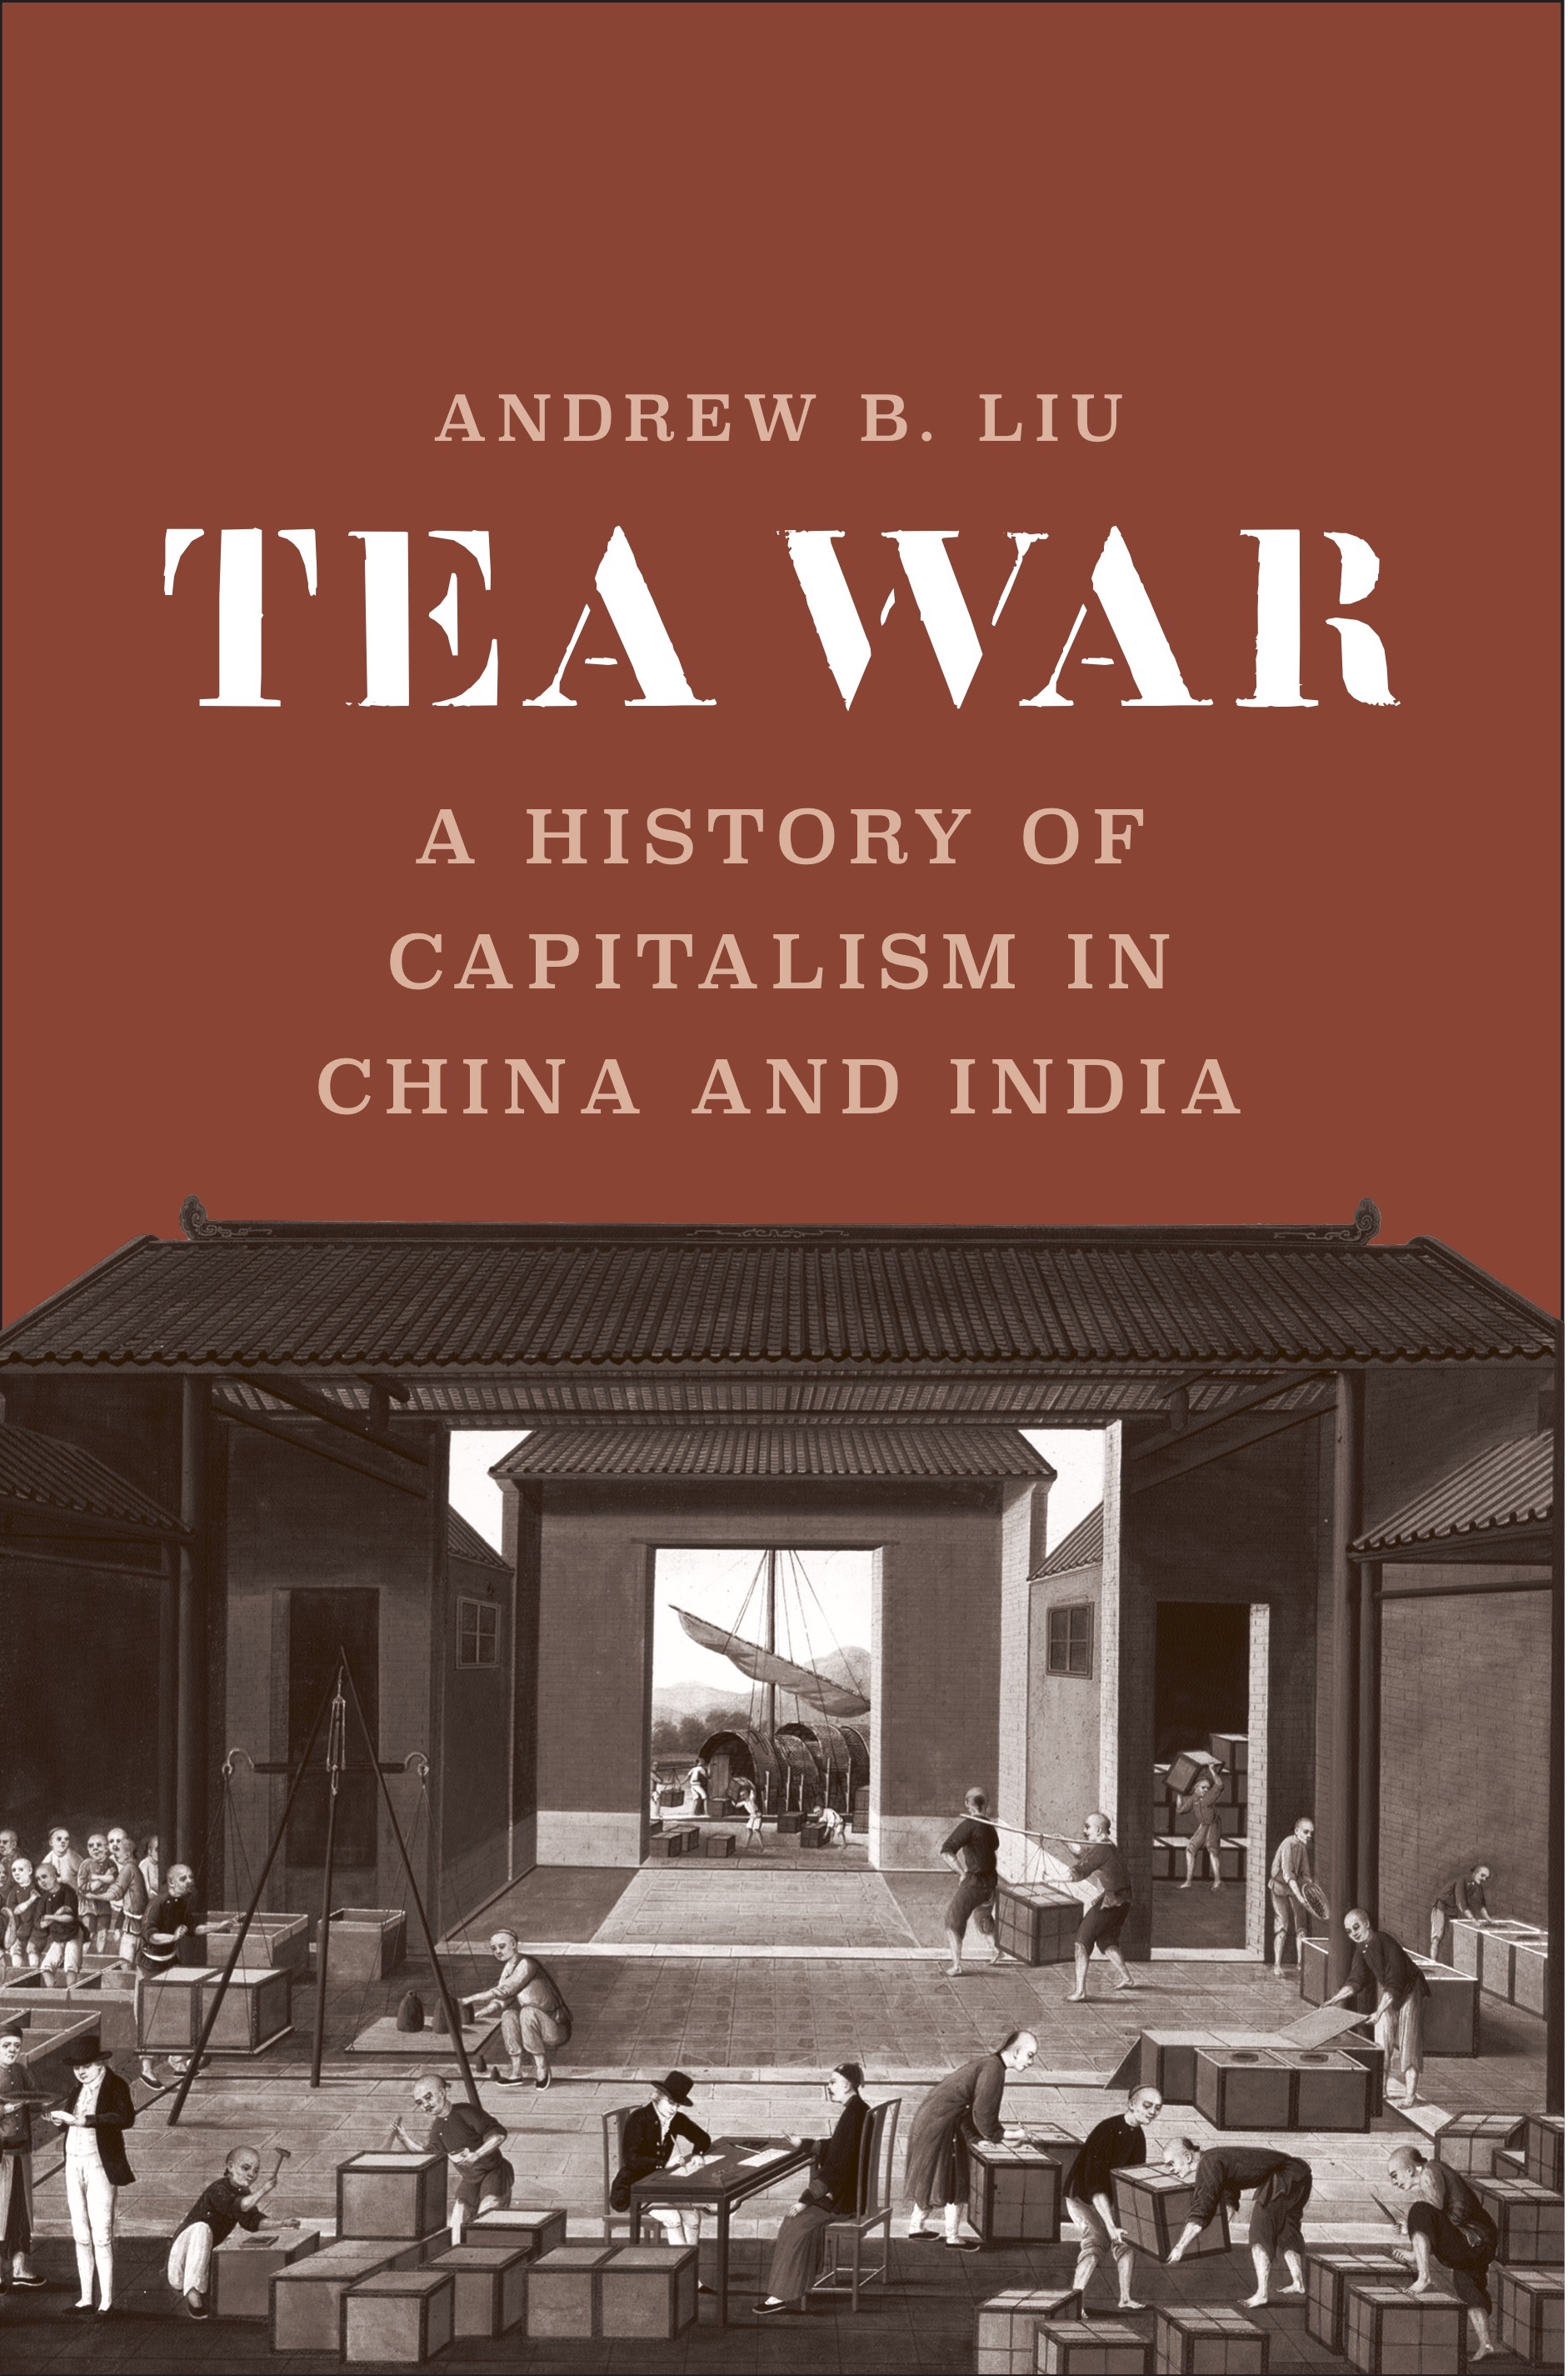 ANDREW B. LIU
TEA WAR
A HISTORY OF
CAPITALISM IN
CHINA AND INDIA